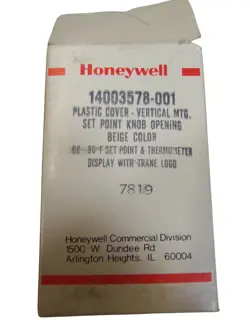 Honeywell
14003578-001
PLASTIC COVER - VERTICAL MTG.
SET POINT KNOB OPENING
BEIGE COLOR
°F SET POINT & THERMOMETER
DISPLAY WITH TRANE LOGO
7819
Honeywell Commercial Division
1500 W. Dundee Rd
Arlington Heights, IL 60004